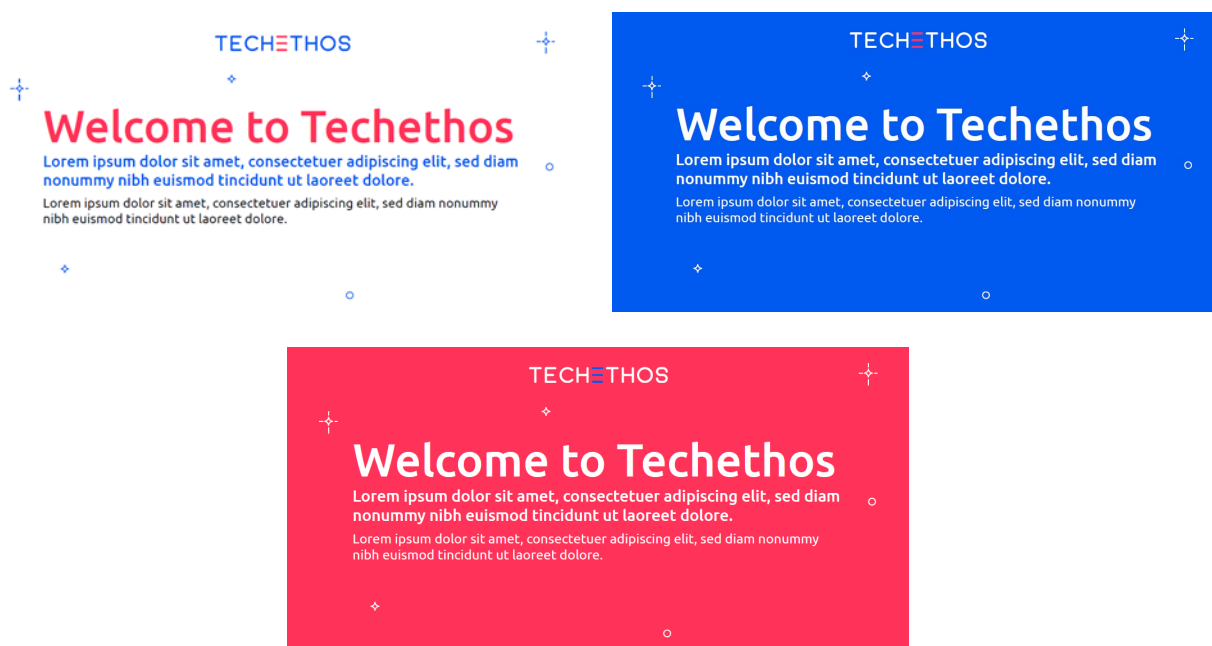 TECHETHOS
Welcome to Techethos
Lorem ipsum dolor sit amet, consectetuer adipiscing elit, sed diam
nonummy nibh euismod tincidunt ut laoreet dolore.
Lorem ipsum dolor sit amet, consectetuer adipiscing elit, sed diam nonummy
nibh euismod tincidunt ut laoreet dolore.
TECHETHOS
Welcome to Techethos
Lorem ipsum dolor sit amet, consectetuer adipiscing elit, sed diam
nonummy nibh euismod tincidunt ut laoreet dolore.
Lorem ipsum dolor sit amet, consectetuer adipiscing elit, sed diam nonummy
nibh euismod tincidunt ut laoreet dolore.
TECHETHOS
Welcome to Techethos
Lorem ipsum dolor sit amet, consectetuer adipiscing elit, sed diam
nonummy nibh euismod tincidunt ut laoreet dolore.
Lorem ipsum dolor sit amet, consectetuer adipiscing elit, sed diam nonummy
nibh euismod tincidunt ut laoreet dolore.